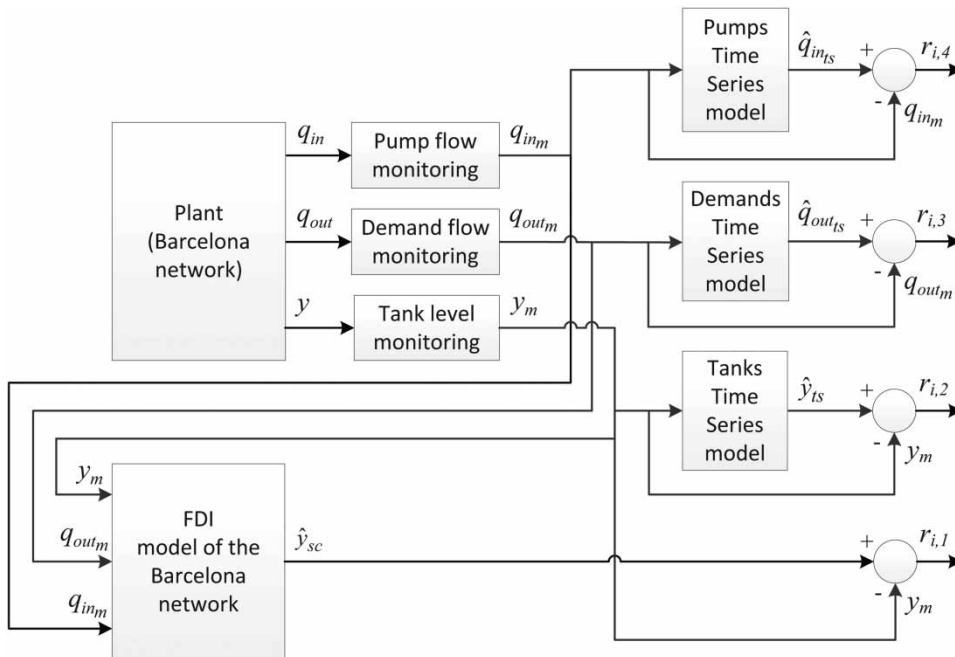 Pumps
Time
Series
model
q̂_in_ts
+
r_i,4
-
q_in_m
Plant
(Barcelona
network)
q_in
Pump flow
monitoring
q_in_m
q_out
Demand flow
monitoring
q_out_m
y
Tank level
monitoring
y_m
Demands
Time
Series
model
q̂_out_ts
+
r_i,3
-
q_out_m
Tanks
Time
Series
model
ŷ_ts
+
r_i,2
-
y_m
y_m
q_out_m
q_in_m
FDI
model of the
Barcelona
network
ŷ_sc
+
r_i,1
-
y_m